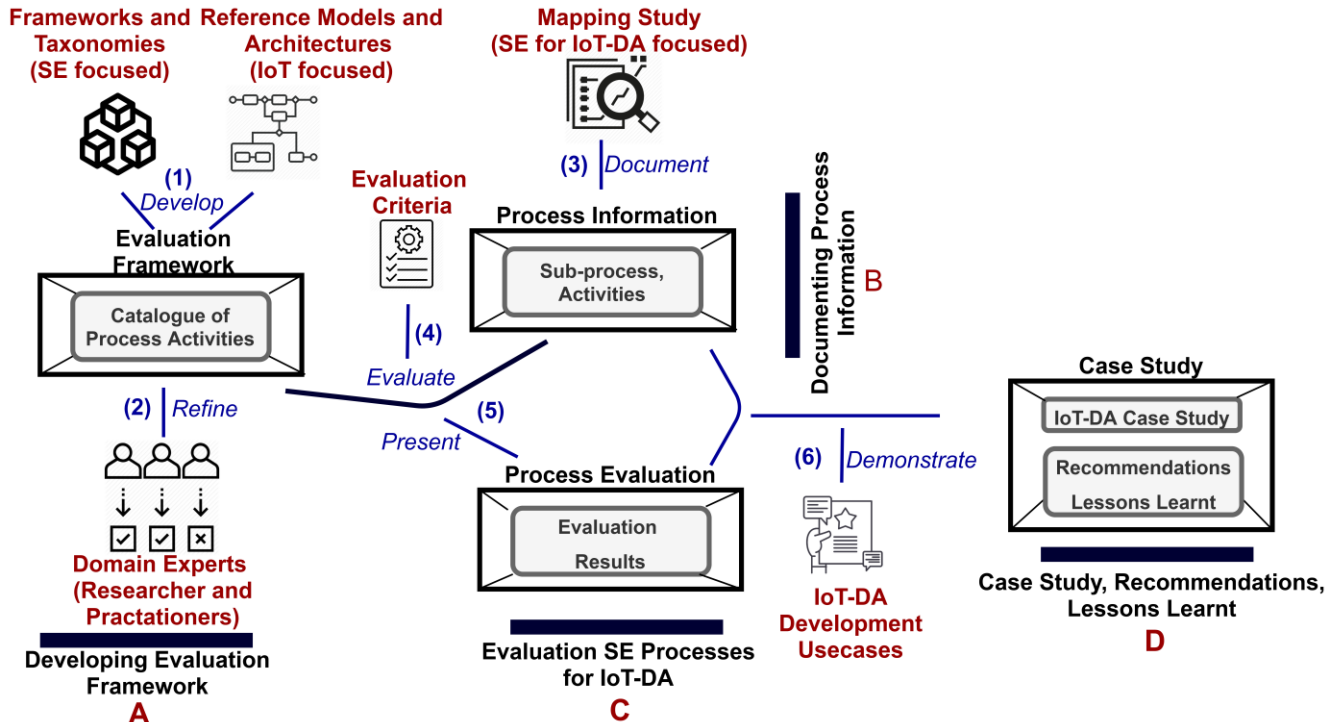 Frameworks and
Taxonomies
(SE focused)
Reference Models and
Architectures
(IoT focused)
(1)
Develop
Evaluation
Framework
Catalogue of
Process Activities
(2)
Refine
Domain Experts
(Researcher and
Practationers)
Developing Evaluation
Framework
A
Mapping Study
(SE for IoT-DA focused)
(3)
Document
Process Information
Sub-process,
Activities
Documenting Process
Information
B
Evaluation
Criteria
(4)
Evaluate
(5)
Present
Process Evaluation
Evaluation
Results
Evaluation SE Processes
for IoT-DA
C
(6)
Demonstrate
IoT-DA
Development
Usecases
Case Study
IoT-DA Case Study
Recommendations
Lessons Learnt
Case Study, Recommendations,
Lessons Learnt
D